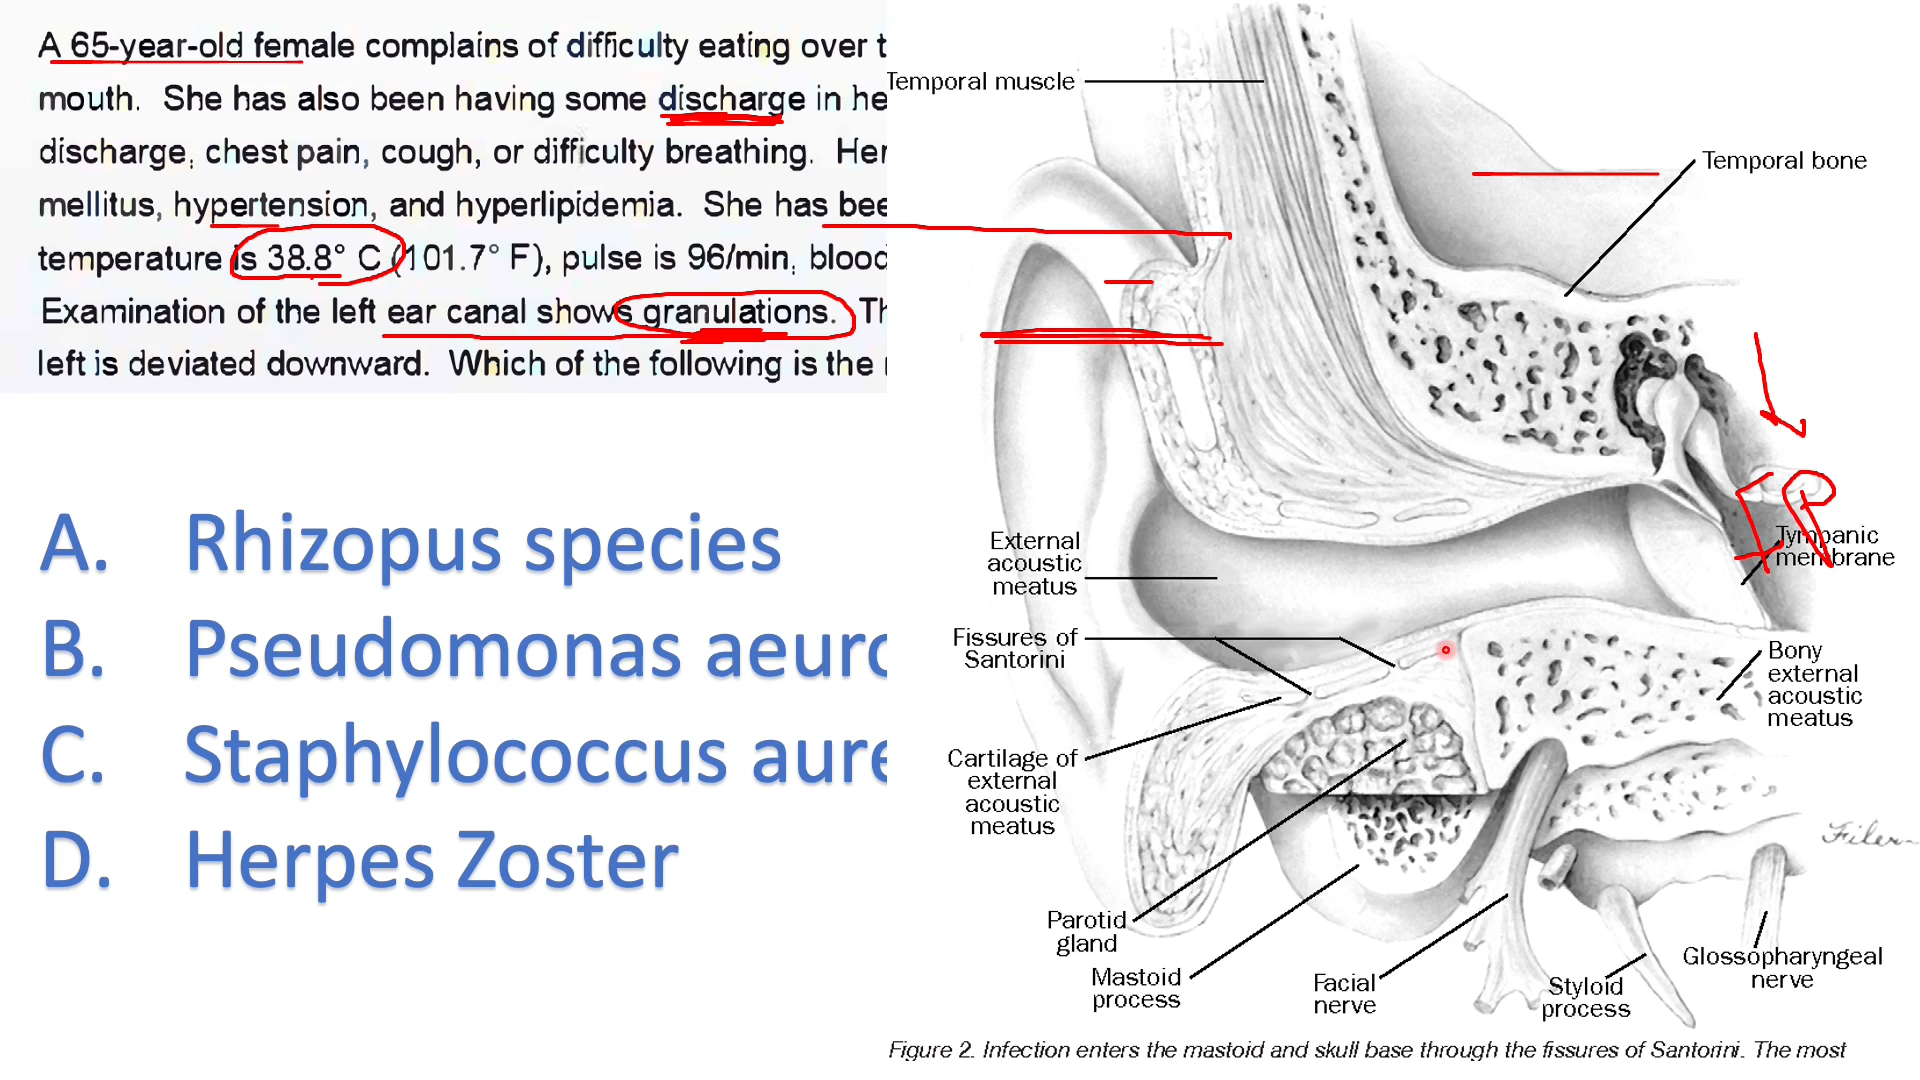 A 65-year-old female complains of difficulty eating over t
mouth. She has also been having some discharge in he
discharge, chest pain, cough, or difficulty breathing. Her
mellitus, hypertension, and hyperlipidemia. She has bee
temperature is 38.8° C (101.7° F), pulse is 96/min, blood
Examination of the left ear canal shows granulations. Th
left is deviated downward. Which of the following is the
A. Rhizopus species
B. Pseudomonas aeuro
C. Staphylococcus aure
D. Herpes Zoster
Temporal muscle
Temporal bone
External
acoustic
meatus
Tympanic
membrane
Fissures of
Santorini
Bony
external
acoustic
meatus
Cartilage of
external
acoustic
meatus
Parotid
gland
Mastoid
process
Facial
nerve
Styloid
process
Glossopharyngeal
nerve
Figure 2. Infection enters the mastoid and skull base through the fissures of Santorini. The most